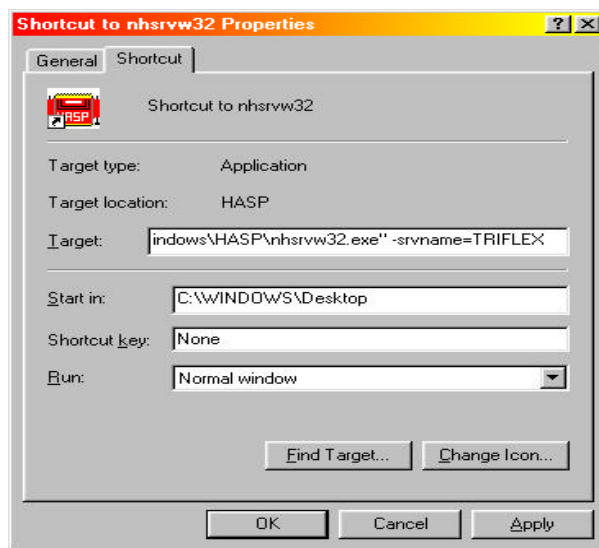 Shortcut to nhsrvw32 Properties
General Shortcut
HASP
Shortcut to nhsrvw32
Target type: Application
Target location: HASP
Target: indows\HASP\nhsrvw32.exe" -srvname=TRIFLEX
Start in: C:\WINDOWS\Desktop
Shortcut key: None
Run: Normal window
Find Target... Change Icon...
OK Cancel Apply